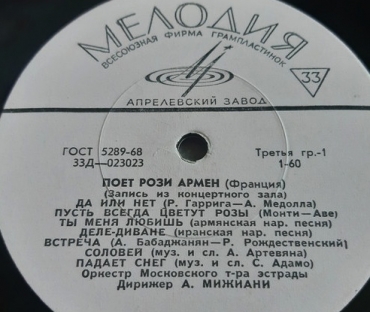 МЕЛОДИЯ
ВСЕСОЮЗНАЯ ФИРМА ГРАМПЛАСТИНОК
33
АПРЕЛЕВСКИЙ ЗАВОД
ГОСТ 5289-68
Третья гр.-1
33Д—023023
1-60
ПОЕТ РОЗИ АРМЕН (Франция)
(Запись из концертного зала)
ДА ИЛИ НЕТ (Р. Гаррига—А. Медолла)
ПУСТЬ ВСЕГДА ЦВЕТУТ РОЗЫ (Монти—Аве)
ТЫ МЕНЯ ЛЮБИШЬ (армянская нар. песня)
ДЕЛЕ-ДИВАНЕ (иранская нар. песня)
ВСТРЕЧА (А. Бабаджанян—Р. Рождественский)
СОЛОВЕЙ (муз. и сл. А. Артевяна)
ПАДАЕТ СНЕГ (муз. и сл. С. Адамо)
Оркестр Московского т-ра эстрады
Дирижер А. МИЖИАНИ